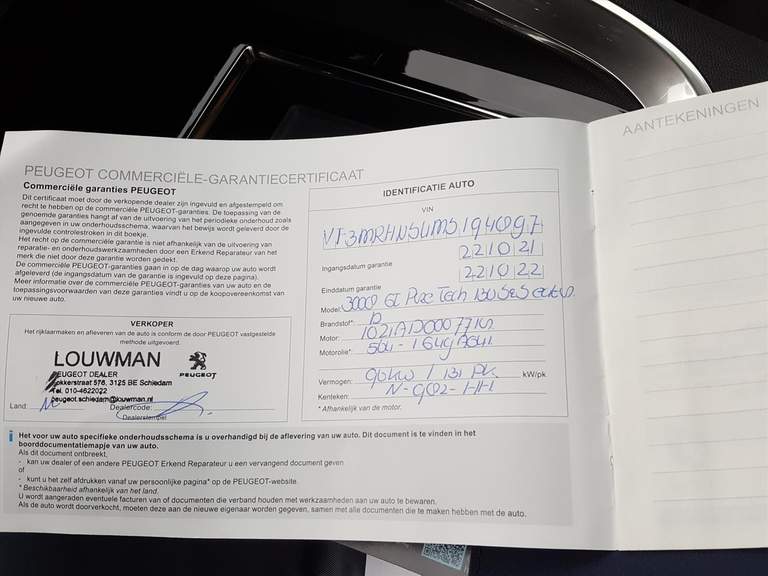 PEUGEOT COMMERCIËLE-GARANTIECERTIFICAAT
Commerciële garanties PEUGEOT
Dit certificaat moet door de verkopende dealer zijn ingevuld en afgestempeld om
recht te hebben op de commerciële PEUGEOT-garanties. De toepassing van de
genoemde garanties hangt af van de uitvoering van het periodieke onderhoud zoals
aangegeven in uw onderhoudsschema, waarvan het bewijs wordt geleverd door de
ingevulde controlestroken in dit boekje.
Het recht op de commerciële garantie is niet afhankelijk van de uitvoering van
reparatie- en onderhoudswerkzaamheden door een Erkend Reparateur van het
merk die niet door deze garantie worden gedekt.
De commerciële PEUGEOT-garanties gaan in op de dag waarop uw auto wordt
afgeleverd (de ingangsdatum van de garantie is ingevuld op deze pagina).
Meer informatie over de commerciële garanties van uw auto en de
toepassingsvoorwaarden van deze garanties vindt u op de koopovereenkomst van
uw nieuwe auto.
VERKOPER
Het rijklaarmaken en afleveren van de auto is conform de door PEUGEOT vastgestelde
methode uitgevoerd.
LOUWMAN
PEUGEOT
PEUGEOT DEALER
kkerstraat 576, 3125 BE Schiedam
Tel. 010-4622022
peugeot.schiedam@louwman.nl
Land:
Dealercode:
Dealerstempel
IDENTIFICATIE AUTO
VIN
221021
Ingangsdatum garantie
221022
Einddatum garantie
Model: 3008 GT Pure Tech 130 S&S
Brandstof*:
Motor:
Motorolie*:
Vermogen: 96kW / 131 PK kW/pk
Kenteken: N-902-HH
* Afhankelijk van de motor.
Het voor uw auto specifieke onderhoudsschema is u overhandigd bij de aflevering van uw auto. Dit document is te vinden in het
boorddocumentatiemapje van uw auto.
Als dit document ontbreekt,
- kan uw dealer of een andere PEUGEOT Erkend Reparateur u een vervangend document geven
of
- kunt u het zelf afdrukken vanaf uw persoonlijke pagina* op de PEUGEOT-website.
* Beschikbaarheid afhankelijk van het land.
U wordt aangeraden eventuele facturen van of documenten die verband houden met werkzaamheden aan uw auto te bewaren.
Als de auto wordt doorverkocht, moeten deze aan de nieuwe eigenaar worden gegeven, samen met alle documenten die te maken hebben met de auto.
AANTEKENINGEN